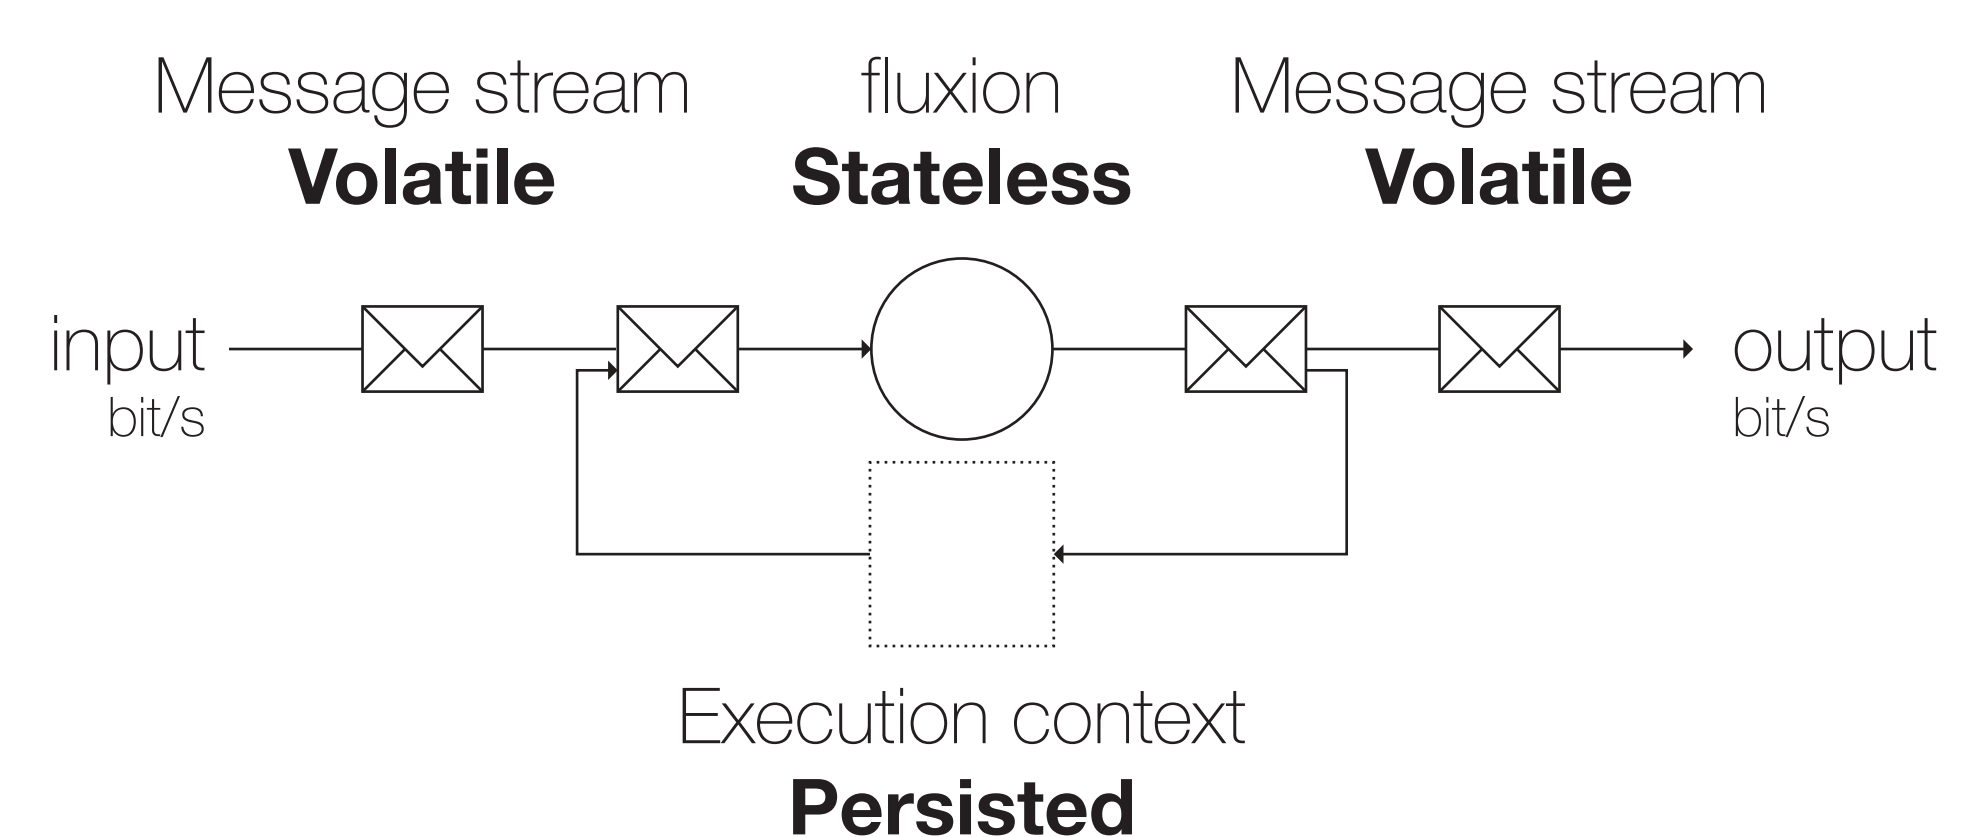 Message stream
Volatile
fluxion
Stateless
Message stream
Volatile
input
bit/s
output
bit/s
Execution context
Persisted